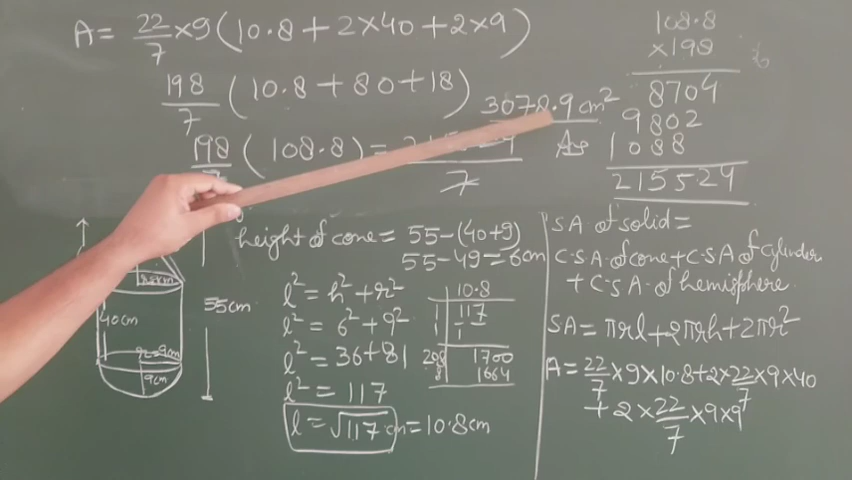 A = 22/7 × 9 (10.8 + 2×40 + 2×9)
198/7 (10.8 + 80 + 18)
198/7 (108.8) =
7
3078.9 cm²
Ans
108.8
×198
8704
9802
1088
215529
height of cone = 55-(40+9)
55-49=6cm
l² = h² + r²
l² = 6² + 9²
l² = 36+81
l² = 117
l = √117 cm = 10.8cm
10.8
1 117
1 1
208 1700
8 1664
55cm
40cm
r=9cm
9cm
SA of solid =
C.S.A. of cone + C.S.A of Cylinder
+ C.S.A. of hemisphere
SA = πrl + 2πrh + 2πr²
A = 22/7 ×9×10.8+2×22/7×9×40
+ 2 × 22/7 ×9×9